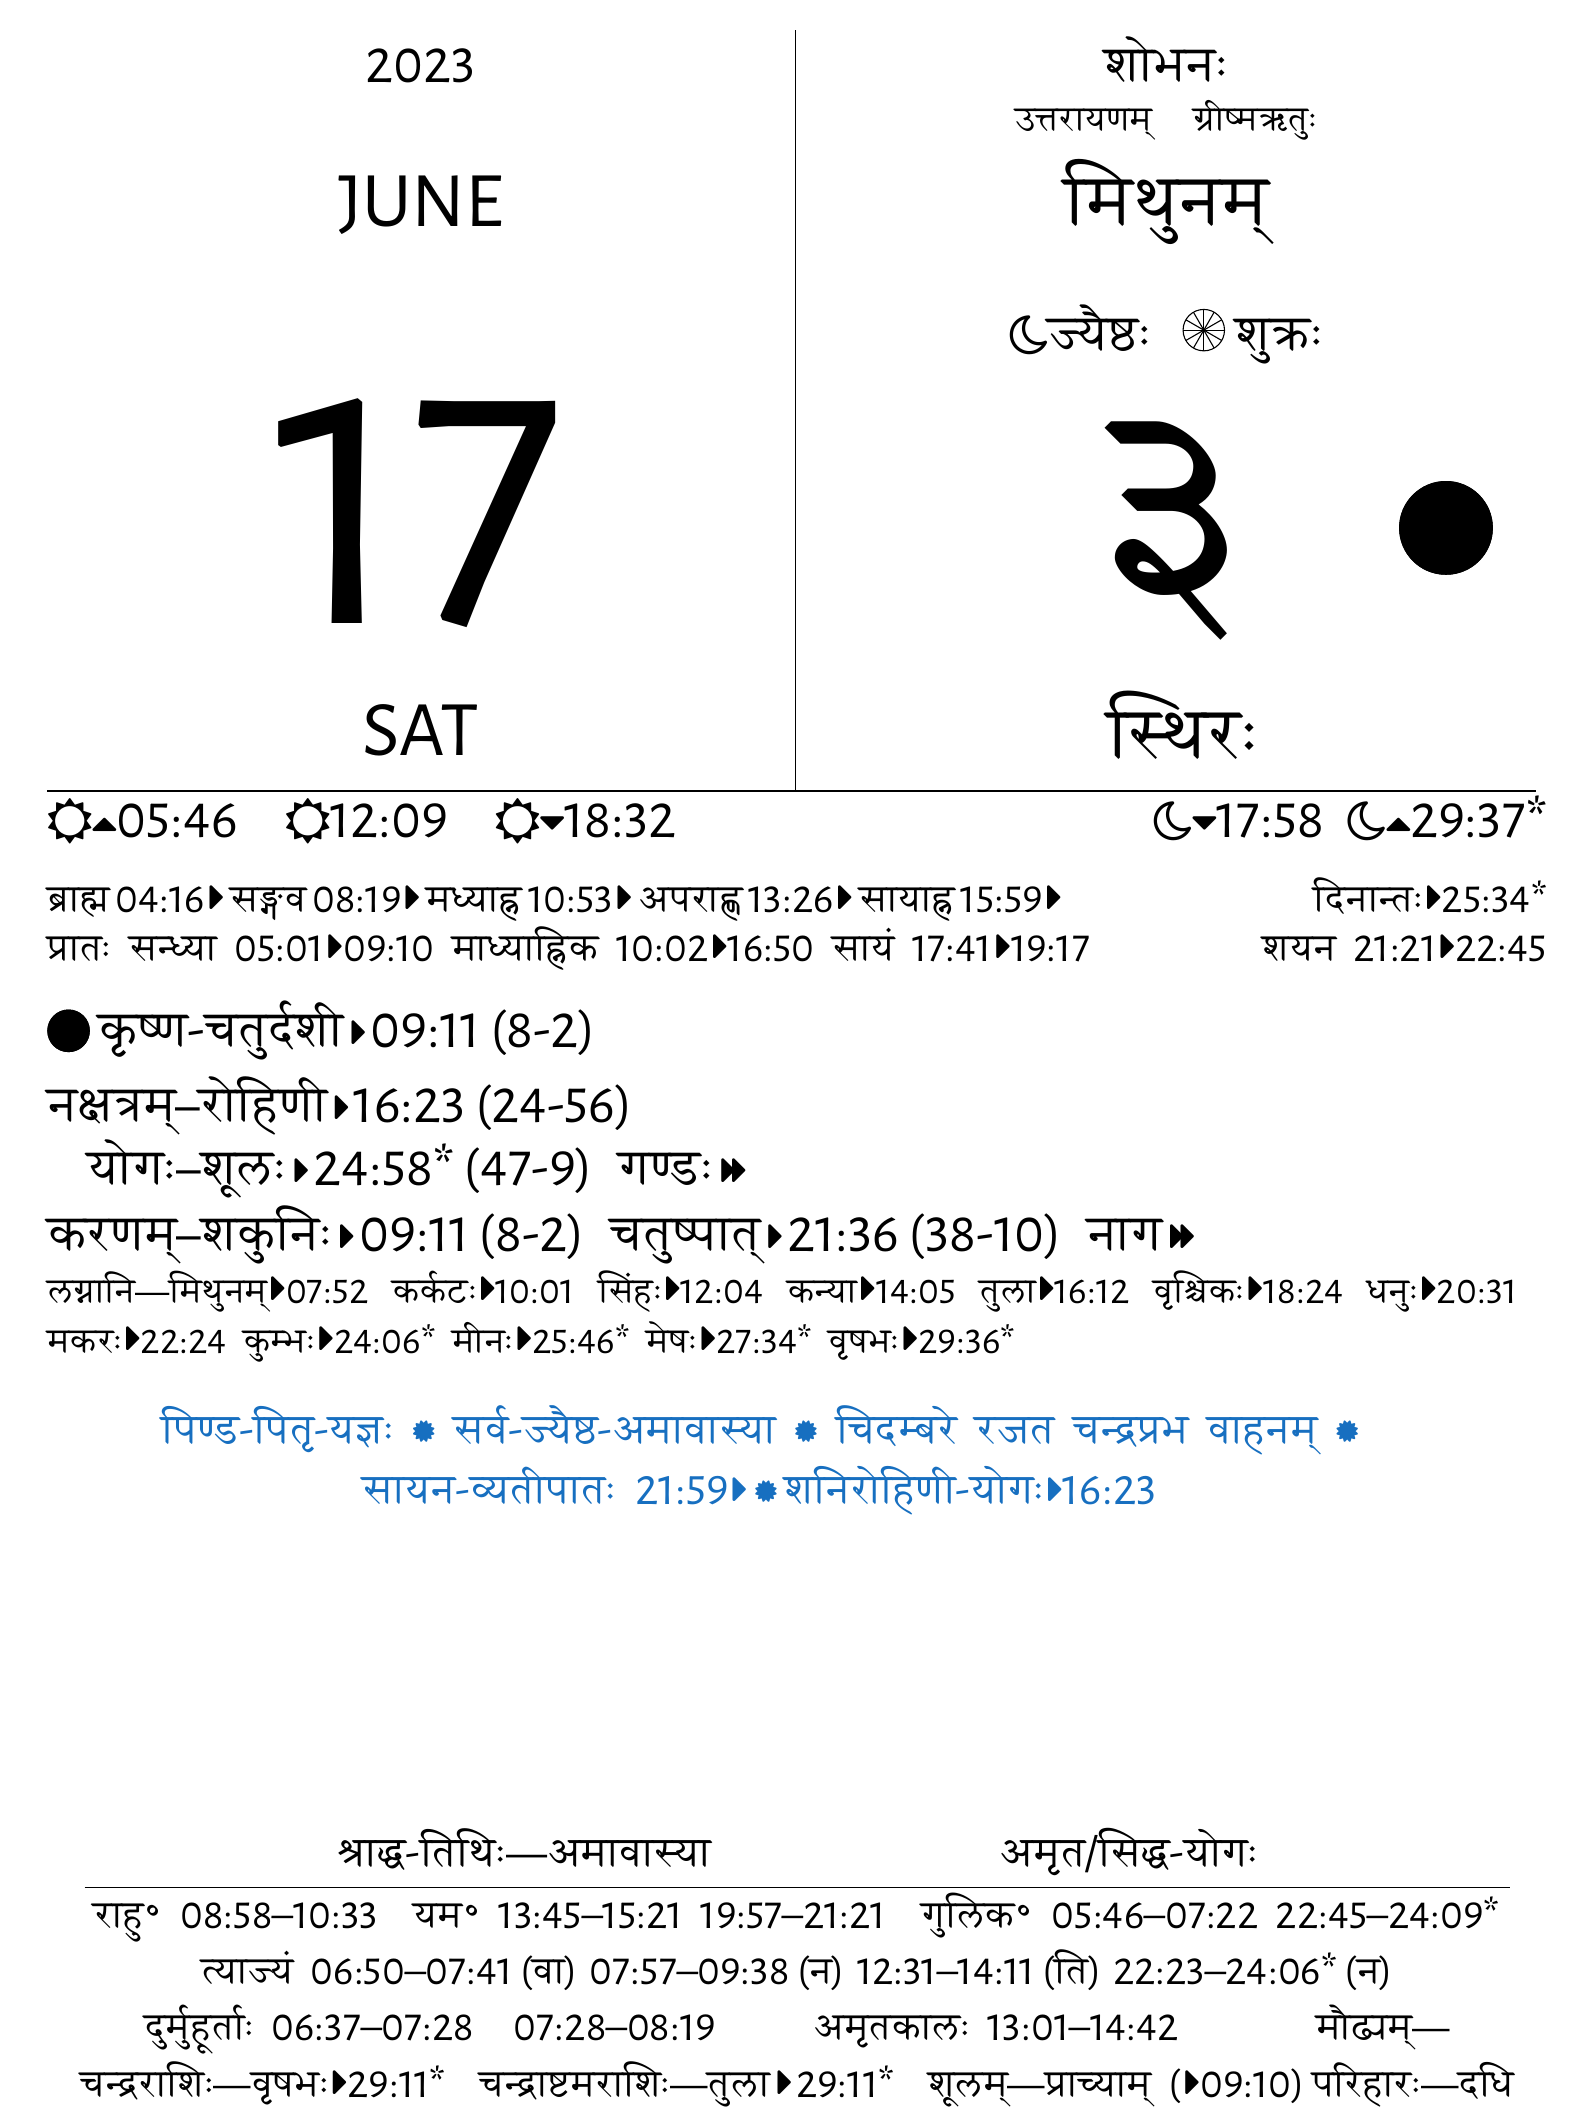 2023
JUNE
17
SAT
शोभनः
उत्तरायणम् ग्रीष्मऋतुः
मिथुनम्
ज्यैष्ठः शुक्रः
३
स्थिरः
05:46 12:09 18:32 17:58 29:37*
ब्राह्म 04:16 सङ्गव 08:19 मध्याह्न 10:53 अपराह्ण 13:26 सायाह्न 15:59 दिनान्तः 25:34*
प्रातः सन्ध्या 05:01 09:10 माध्याह्निक 10:02 16:50 सायं 17:41 19:17 शयन 21:21 22:45
कृष्ण-चतुर्दशी 09:11 (8-2)
नक्षत्रम्–रोहिणी 16:23 (24-56)
योगः–शूलः 24:58* (47-9) गण्डः
करणम्–शकुनिः 09:11 (8-2) चतुष्पात् 21:36 (38-10) नाग
लग्नानि—मिथुनम् 07:52 कर्कटः 10:01 सिंहः 12:04 कन्या 14:05 तुला 16:12 वृश्चिकः 18:24 धनुः 20:31
मकरः 22:24 कुम्भः 24:06* मीनः 25:46* मेषः 27:34* वृषभः 29:36*
पिण्ड-पितृ-यज्ञः सर्व-ज्यैष्ठ-अमावास्या चिदम्बरे रजत चन्द्रप्रभ वाहनम्
सायन-व्यतीपातः 21:59 शनिरोहिणी-योगः 16:23
श्राद्ध-तिथिः—अमावास्या अमृत/सिद्ध-योगः
राहु॰ 08:58–10:33 यम॰ 13:45–15:21 19:57–21:21 गुलिक॰ 05:46–07:22 22:45–24:09*
त्याज्यं 06:50–07:41 (वा) 07:57–09:38 (न) 12:31–14:11 (ति) 22:23–24:06* (न)
दुर्मुहूर्ताः 06:37–07:28 07:28–08:19 अमृतकालः 13:01–14:42 मौढ्यम्—
चन्द्रराशिः—वृषभः 29:11* चन्द्राष्टमराशिः—तुला 29:11* शूलम्—प्राच्याम् (09:10) परिहारः—दधि